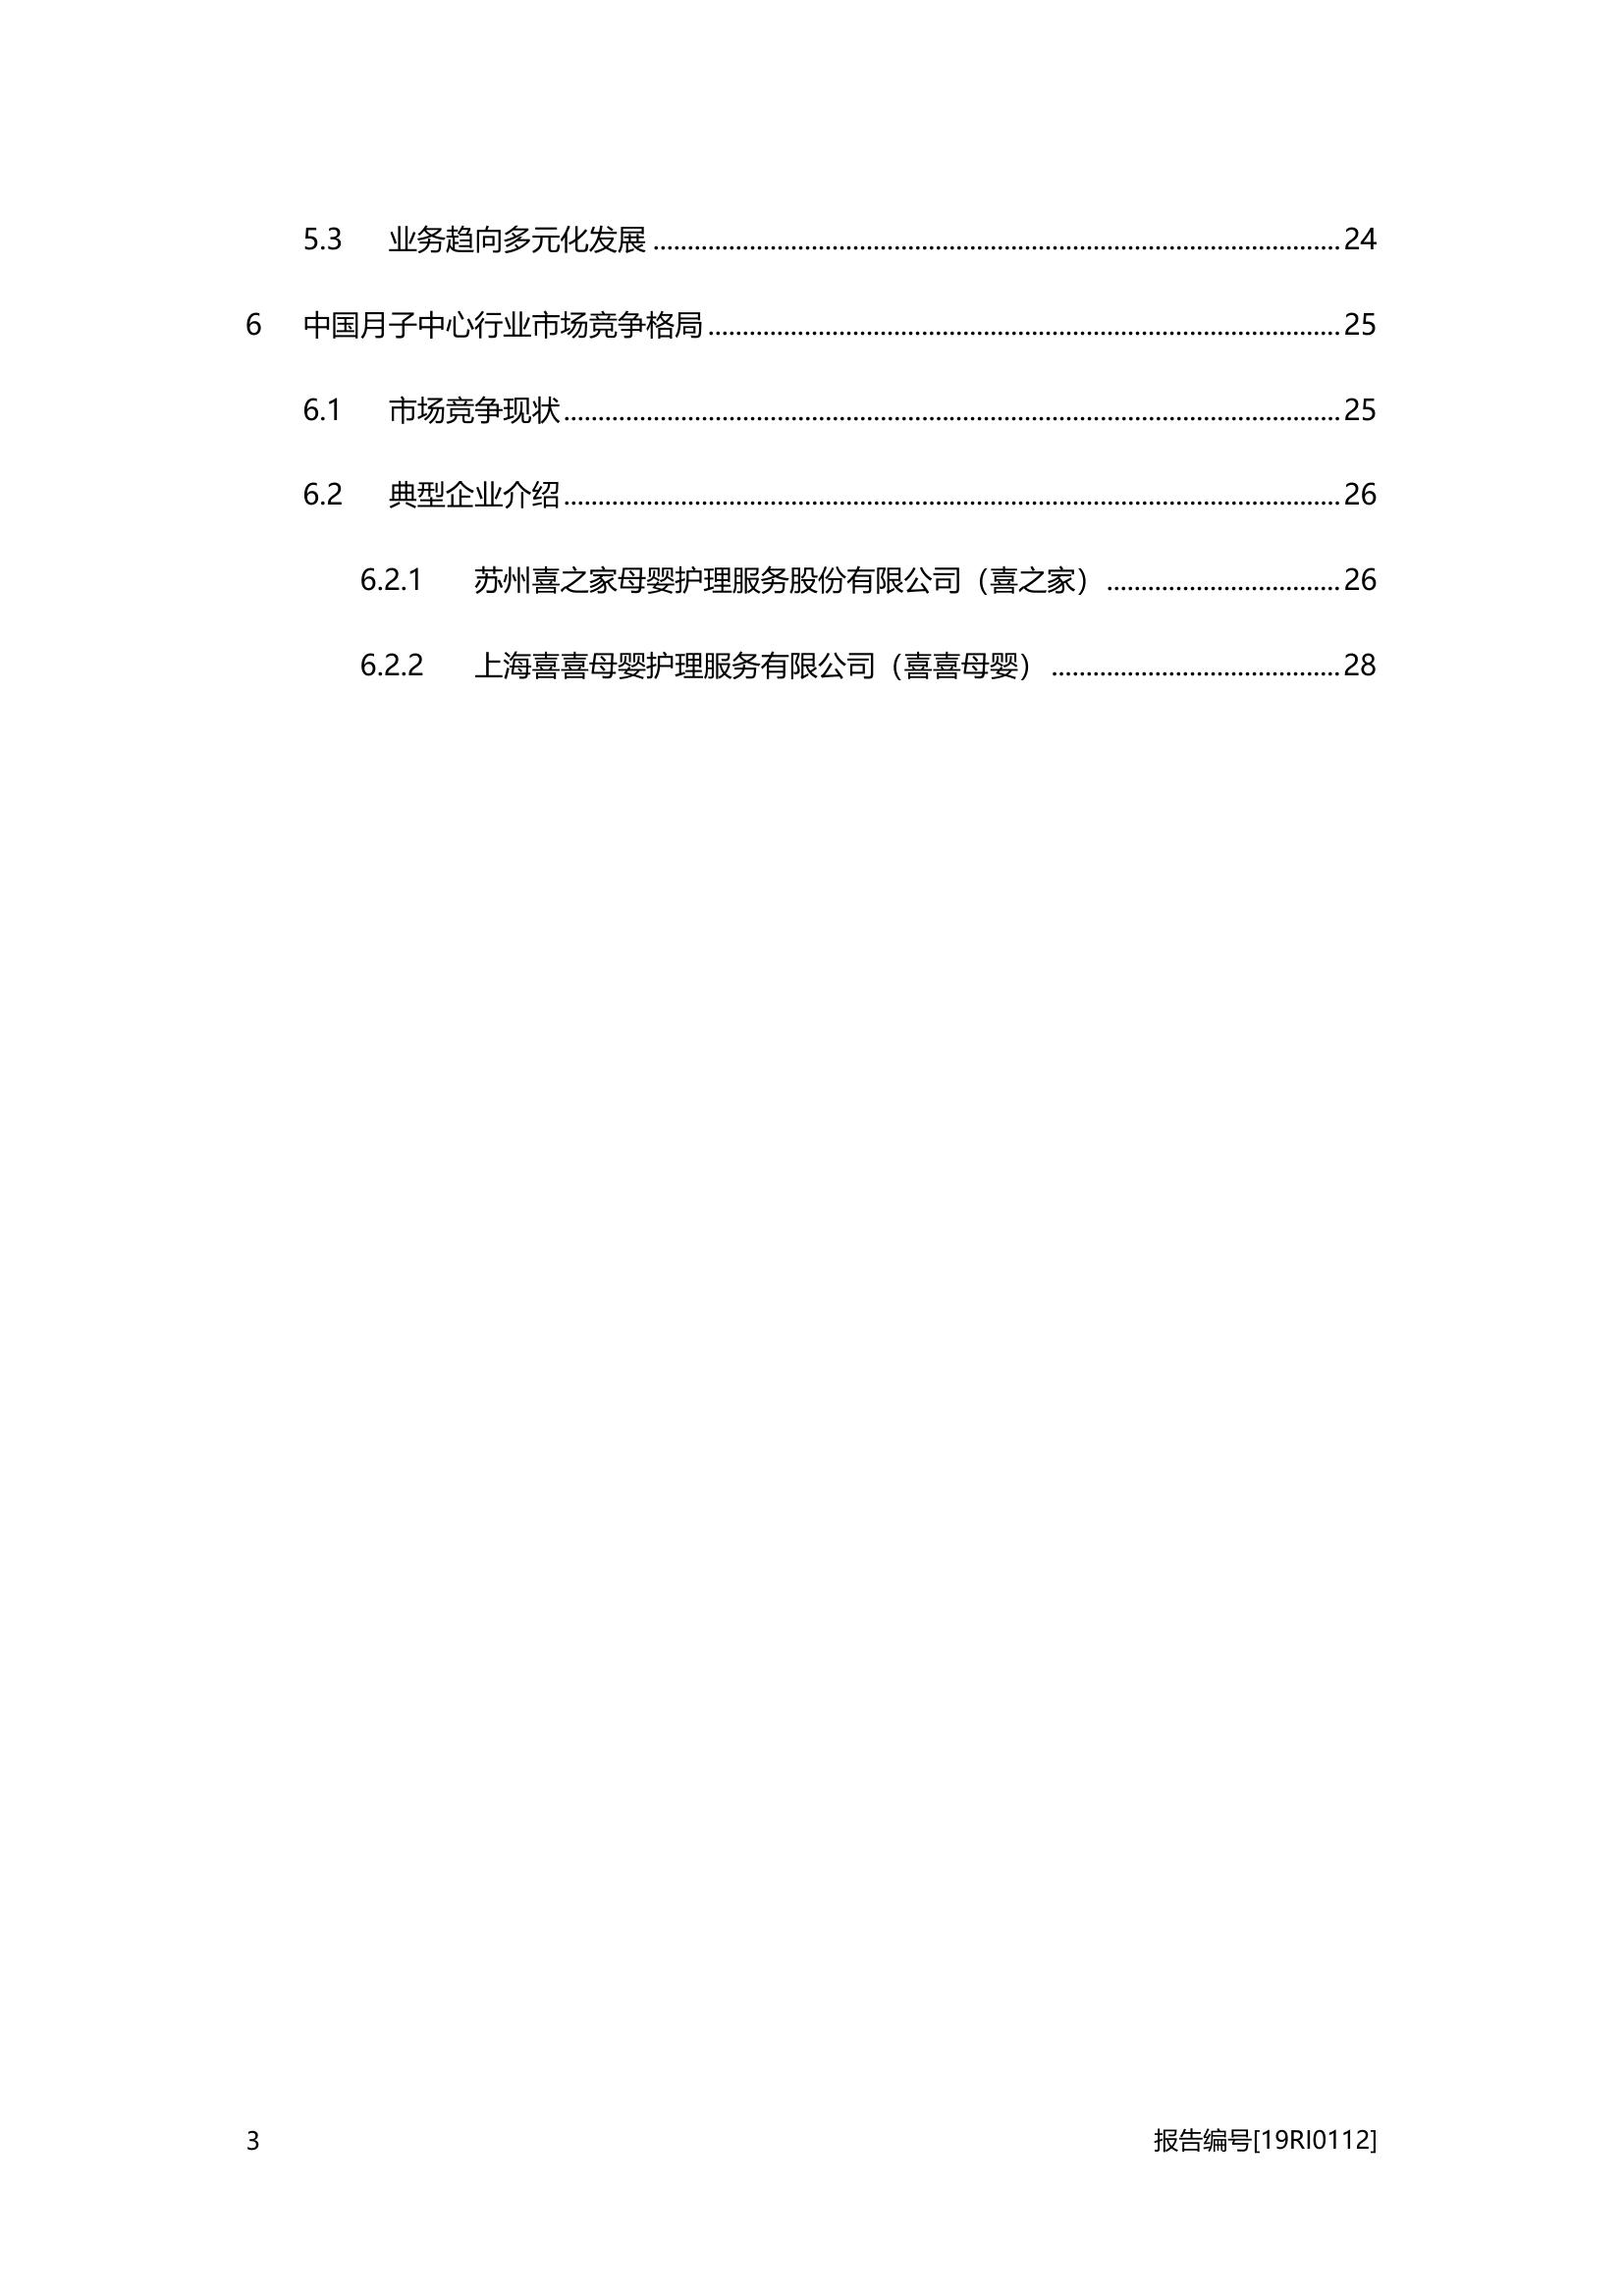 5.3 业务趋向多元化发展 ........................................ 24
6 中国月子中心行业市场竞争格局 ........................................ 25
6.1 市场竞争现状 ........................................ 25
6.2 典型企业介绍 ........................................ 26
6.2.1 苏州喜之家母婴护理服务股份有限公司（喜之家） ........................................ 26
6.2.2 上海喜喜母婴护理服务有限公司（喜喜母婴） ........................................ 28
3 报告编号[19RI0112]